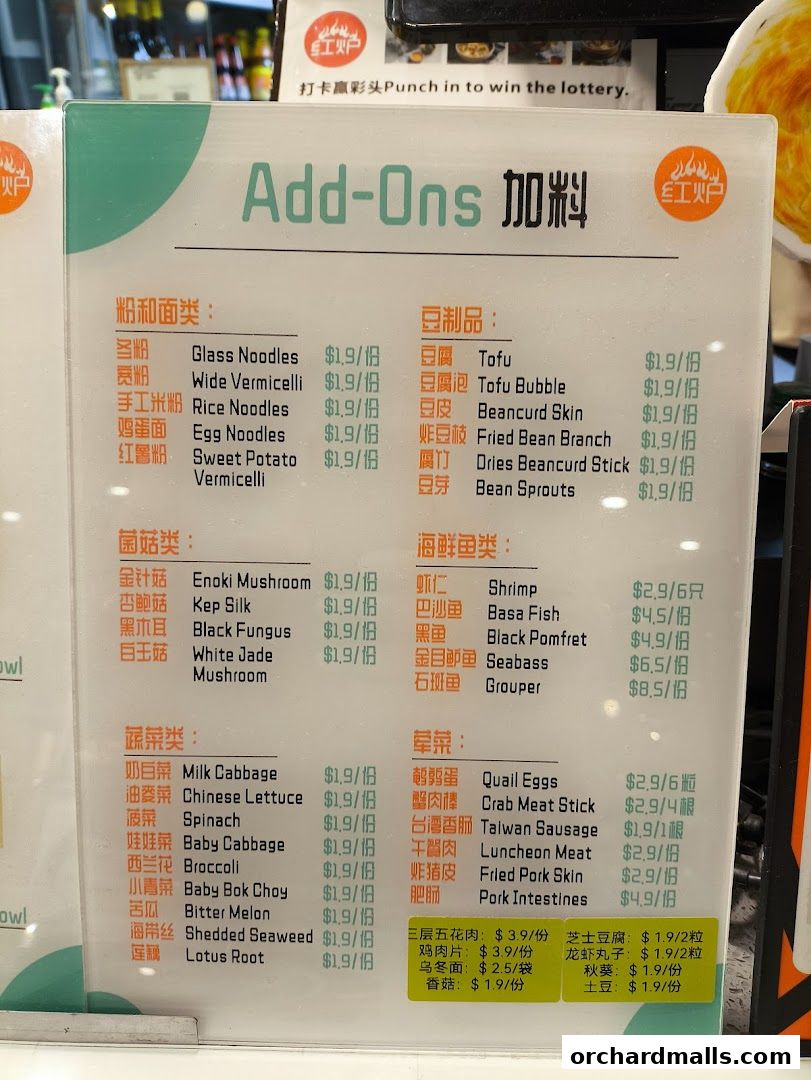 红炉
打卡赢彩头Punch in to win the lottery.
炉
Add-Ons 加料
红炉
粉和面类：
冬粉 Glass Noodles $1.9/份
宽粉 Wide Vermicelli $1.9/份
手工米粉 Rice Noodles $1.9/份
鸡蛋面 Egg Noodles $1.9/份
红薯粉 Sweet Potato $1.9/份
Vermicelli
菌菇类：
金针菇 Enoki Mushroom $1.9/份
杏鲍菇 Kep Silk $1.9/份
黑木耳 Black Fungus $1.9/份
白玉菇 White Jade $1.9/份
Mushroom
蔬菜类：
奶白菜 Milk Cabbage $1.9/份
油麦菜 Chinese Lettuce $1.9/份
菠菜 Spinach $1.9/份
娃娃菜 Baby Cabbage $1.9/份
西兰花 Broccoli $1.9/份
小青菜 Baby Bok Choy $1.9/份
苦瓜 Bitter Melon $1.9/份
海带丝 Shedded Seaweed $1.9/份
莲藕 Lotus Root $1.9/份
豆制品：
豆腐 Tofu $1.9/份
豆腐泡 Tofu Bubble $1.9/份
豆皮 Beancurd Skin $1.9/份
炸豆枝 Fried Bean Branch $1.9/份
腐竹 Dries Beancurd Stick $1.9/份
豆芽 Bean Sprouts $1.9/份
海鲜鱼类：
虾仁 Shrimp $2.9/6只
巴沙鱼 Basa Fish $4.5/份
黑鱼 Black Pomfret $4.9/份
金目鲈鱼 Seabass $6.5/份
石斑鱼 Grouper $8.5/份
荤菜：
鹌鹑蛋 Quail Eggs $2.9/6粒
蟹肉棒 Crab Meat Stick $2.9/4根
台湾香肠 Taiwan Sausage $1.9/1根
午餐肉 Luncheon Meat $2.9/份
炸猪皮 Fried Pork Skin $2.9/份
肥肠 Pork Intestines $4.9/份
三层五花肉：$3.9/份
鸡肉片：$3.9/份
乌冬面：$2.5/袋
香菇：$1.9/份
芝士豆腐：$1.9/2粒
龙虾丸子：$1.9/2粒
秋葵：$1.9/份
土豆：$1.9/份
owl
owl
orchardmalls.com